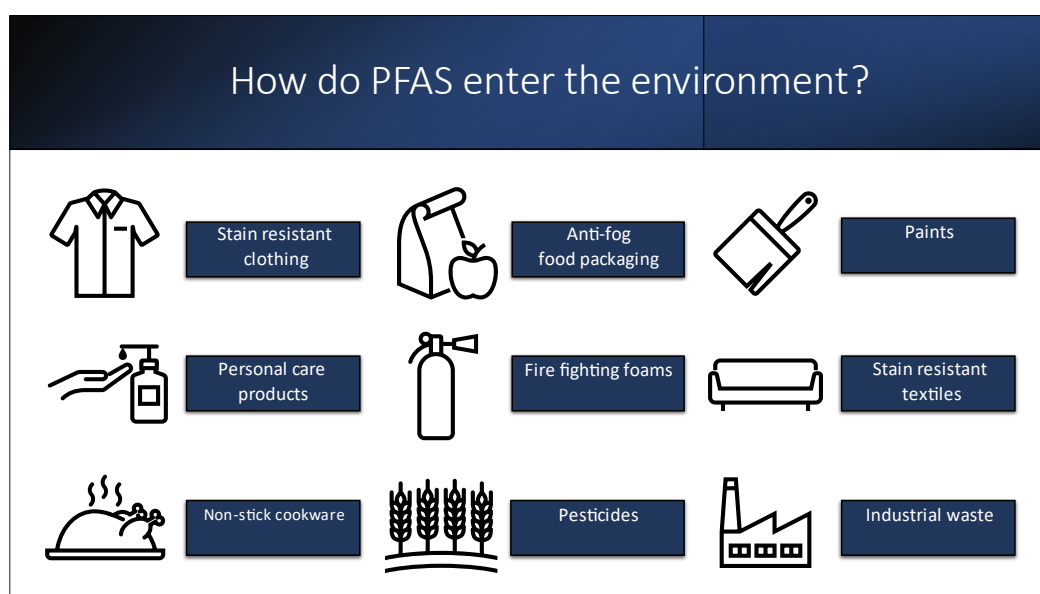 How do PFAS enter the environment?
Stain resistant
clothing
Anti-fog
food packaging
Paints
Personal care
products
Fire fighting foams
Stain resistant
textiles
Non-stick cookware
Pesticides
Industrial waste